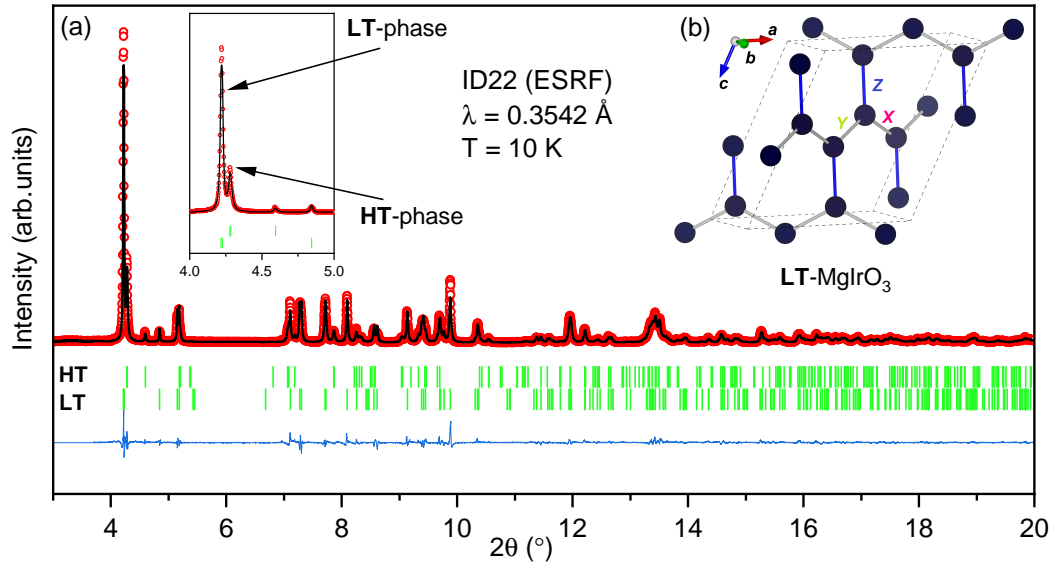 (a)
LT-phase
HT-phase
4.0 4.5 5.0
ID22 (ESRF)
λ = 0.3542 Å
T = 10 K
(b)
a
b
c
Z
Y
X
LT-MgIrO3
Intensity (arb.units)
HT
LT
4 6 8 10 12 14 16 18 20
2θ (°)